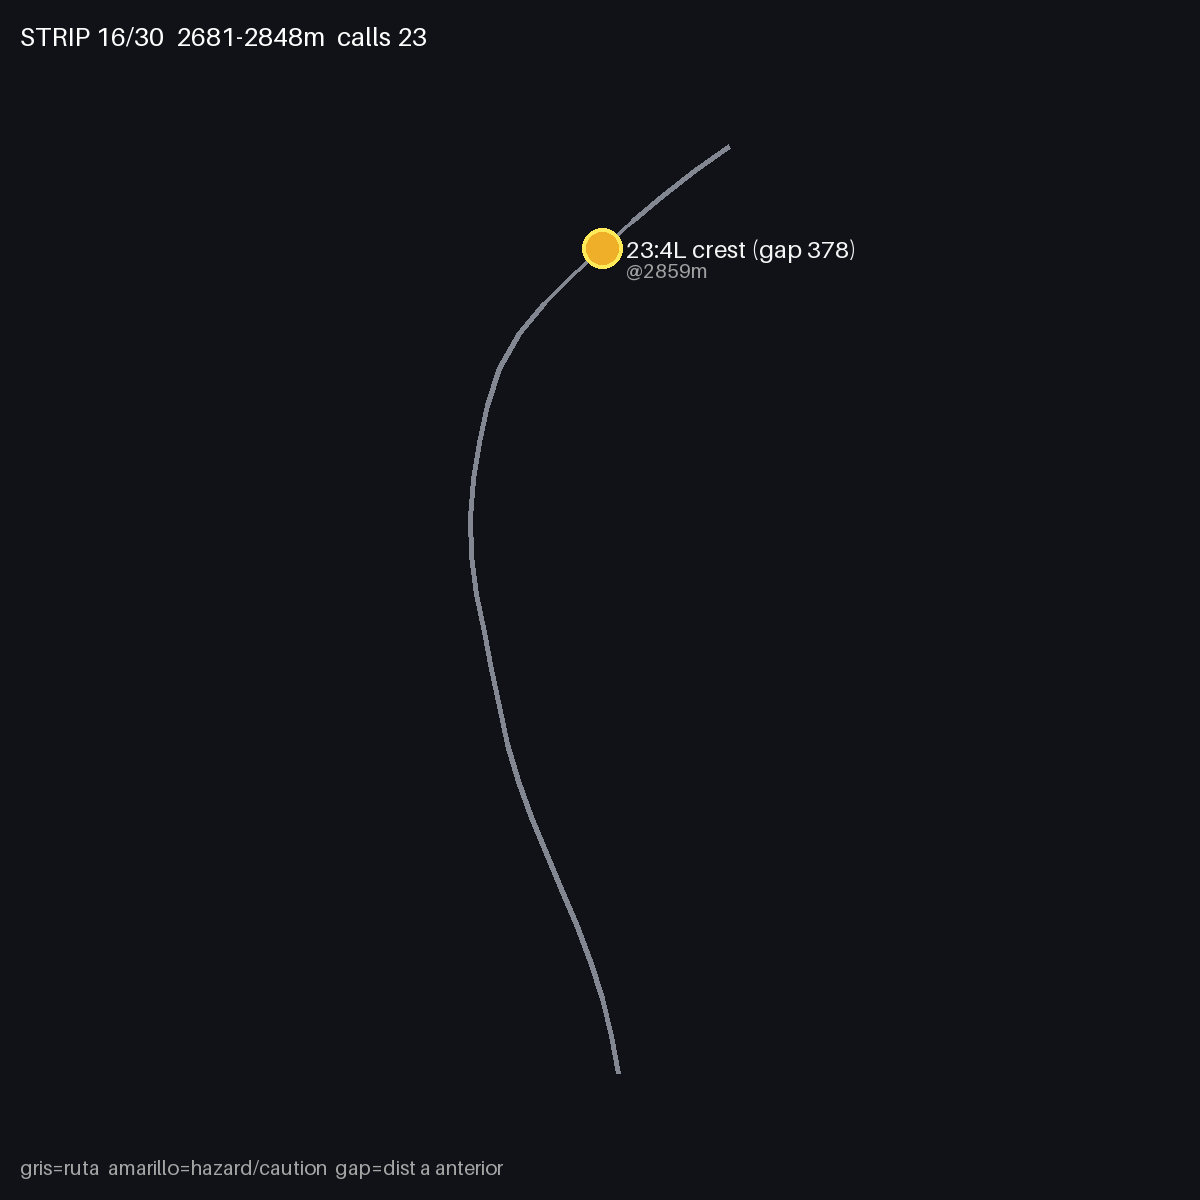 STRIP 16/30  2681-2848m  calls 23
23:4L crest (gap 378)
@2859m
gris=ruta  amarillo=hazard/caution  gap=dist a anterior